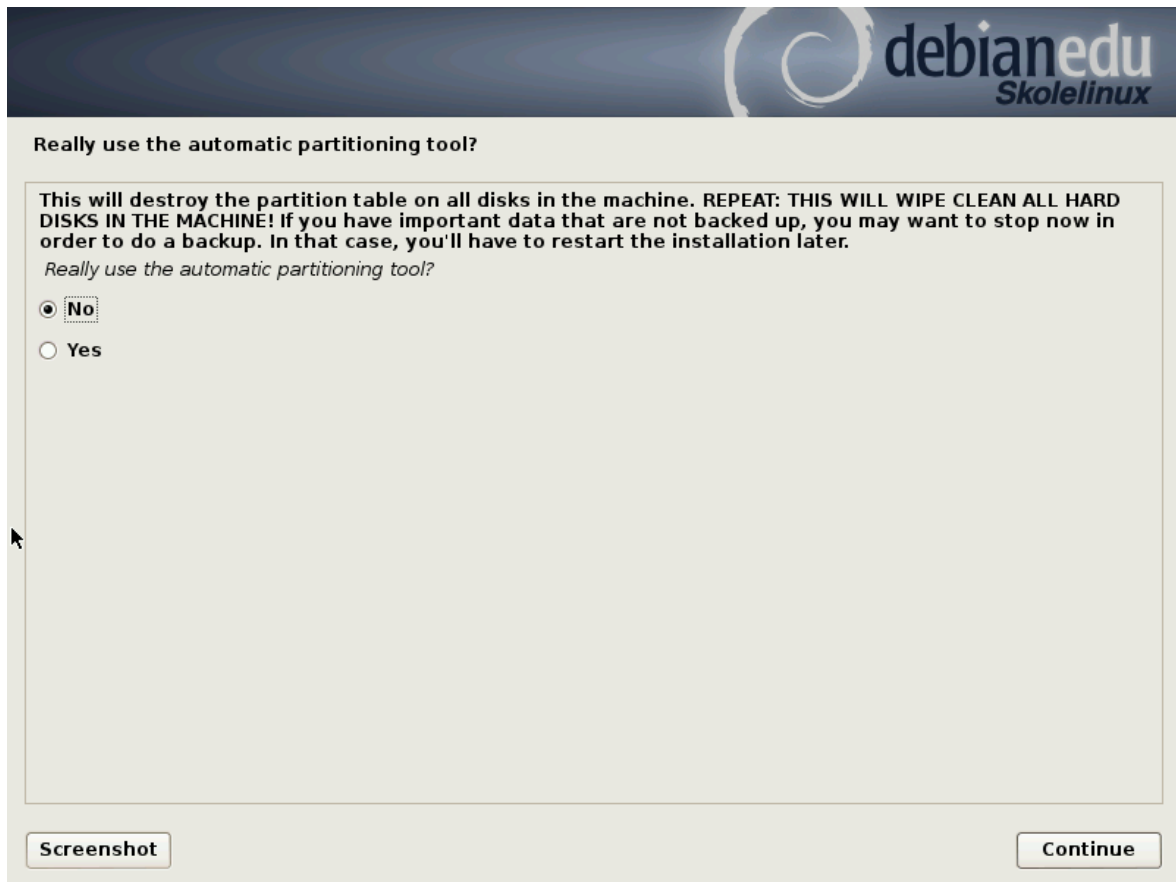 debianedu
Skolelinux
Really use the automatic partitioning tool?
This will destroy the partition table on all disks in the machine. REPEAT: THIS WILL WIPE CLEAN ALL HARD
DISKS IN THE MACHINE! If you have important data that are not backed up, you may want to stop now in
order to do a backup. In that case, you'll have to restart the installation later.
Really use the automatic partitioning tool?
No
Yes
Screenshot
Continue